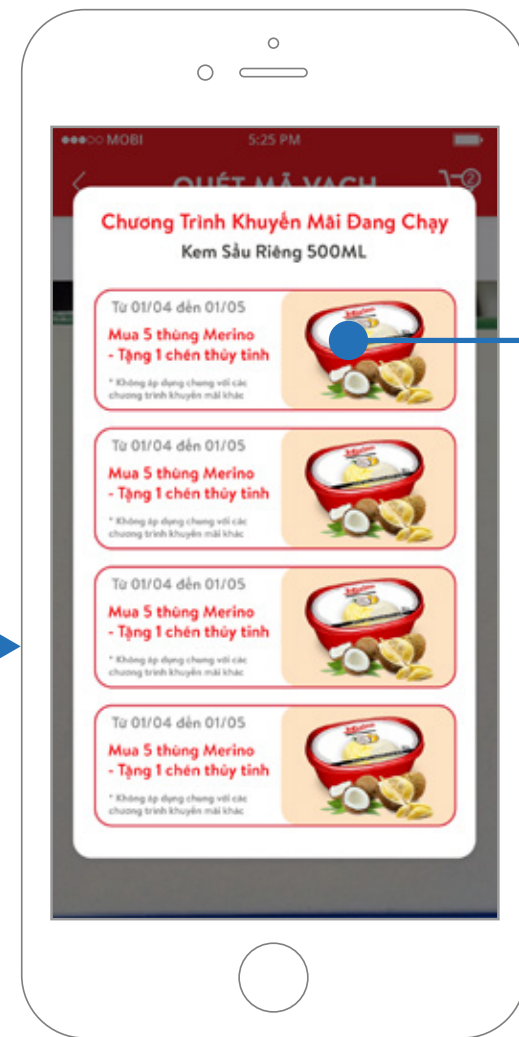 MOBI 5:25 PM
QUÉT MÃ VẠCH 2
Chương Trình Khuyến Mãi Đang Chạy
Kem Sầu Riêng 500ML
Từ 01/04 đến 01/05
Mua 5 thùng Merino
- Tặng 1 chén thủy tinh
* Không áp dụng chung với các
chương trình khuyến mãi khác
Merino
Từ 01/04 đến 01/05
Mua 5 thùng Merino
- Tặng 1 chén thủy tinh
* Không áp dụng chung với các
chương trình khuyến mãi khác
Merino
Từ 01/04 đến 01/05
Mua 5 thùng Merino
- Tặng 1 chén thủy tinh
* Không áp dụng chung với các
chương trình khuyến mãi khác
Merino
Từ 01/04 đến 01/05
Mua 5 thùng Merino
- Tặng 1 chén thủy tinh
* Không áp dụng chung với các
chương trình khuyến mãi khác
Merino